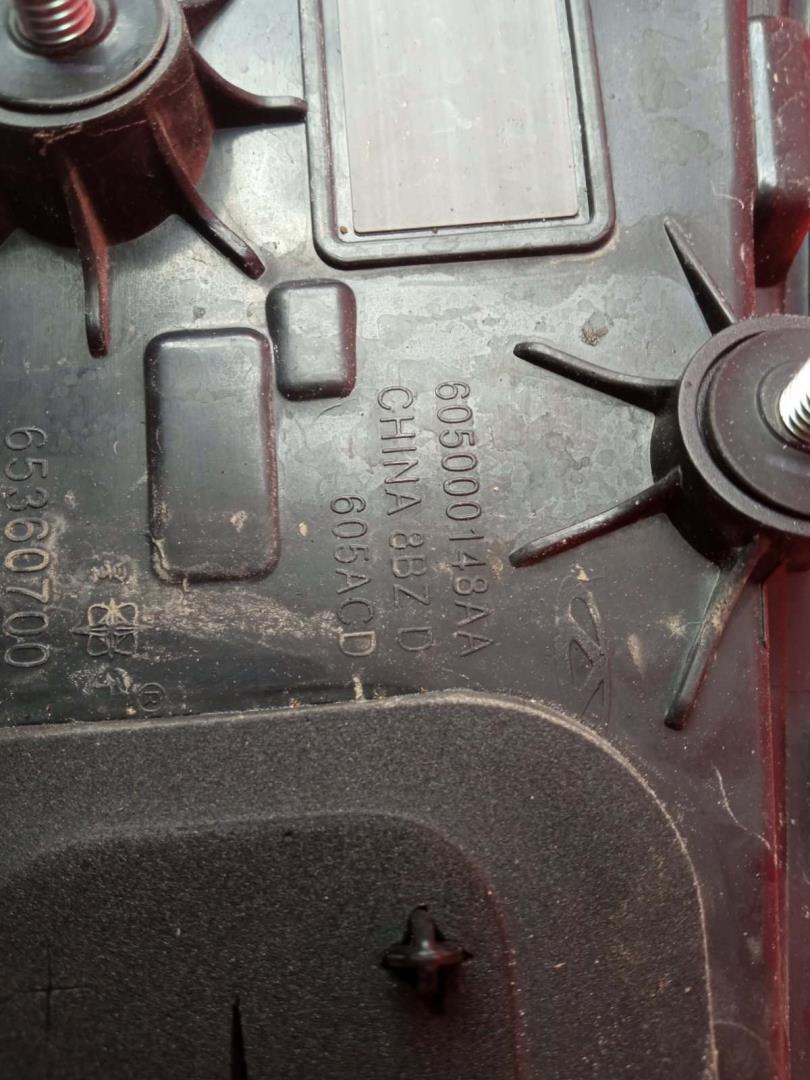 605000148AA
CHINA 8BZ D
605ACD
65360700
®